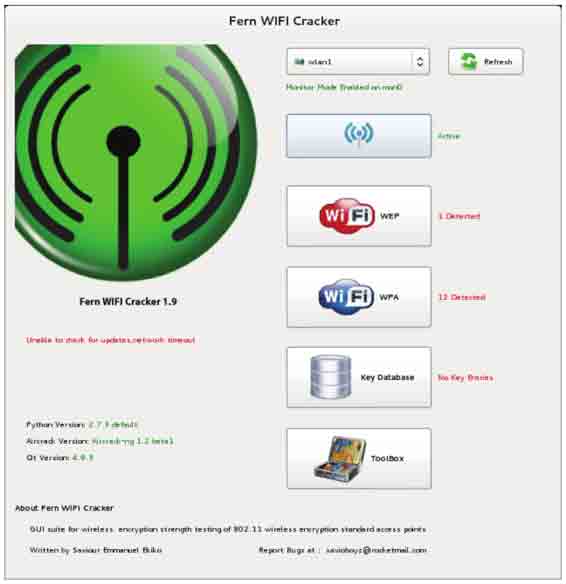 Fern WIFI Cracker
wlan1
Refresh
Monitor Mode Enabled on mon0
Active
WiFi WEP
1 Detected
WiFi WPA
12 Detected
Fern WIFI Cracker 1.9
Unable to check for updates,network timeout
Key Database
No Key Entries
Python Version: 2.7.3 default
Aircrack Version: Aircrack-ng 1.2 beta1
Qt Version:
ToolBox
About Fern WIFI Cracker
GUI suite for wireless encryption strength testing of 802.11 wireless encryption standard access points
Written by Saviour Emmanuel Ekiko
Report Bugs at : savioboyz@rocketmail.com